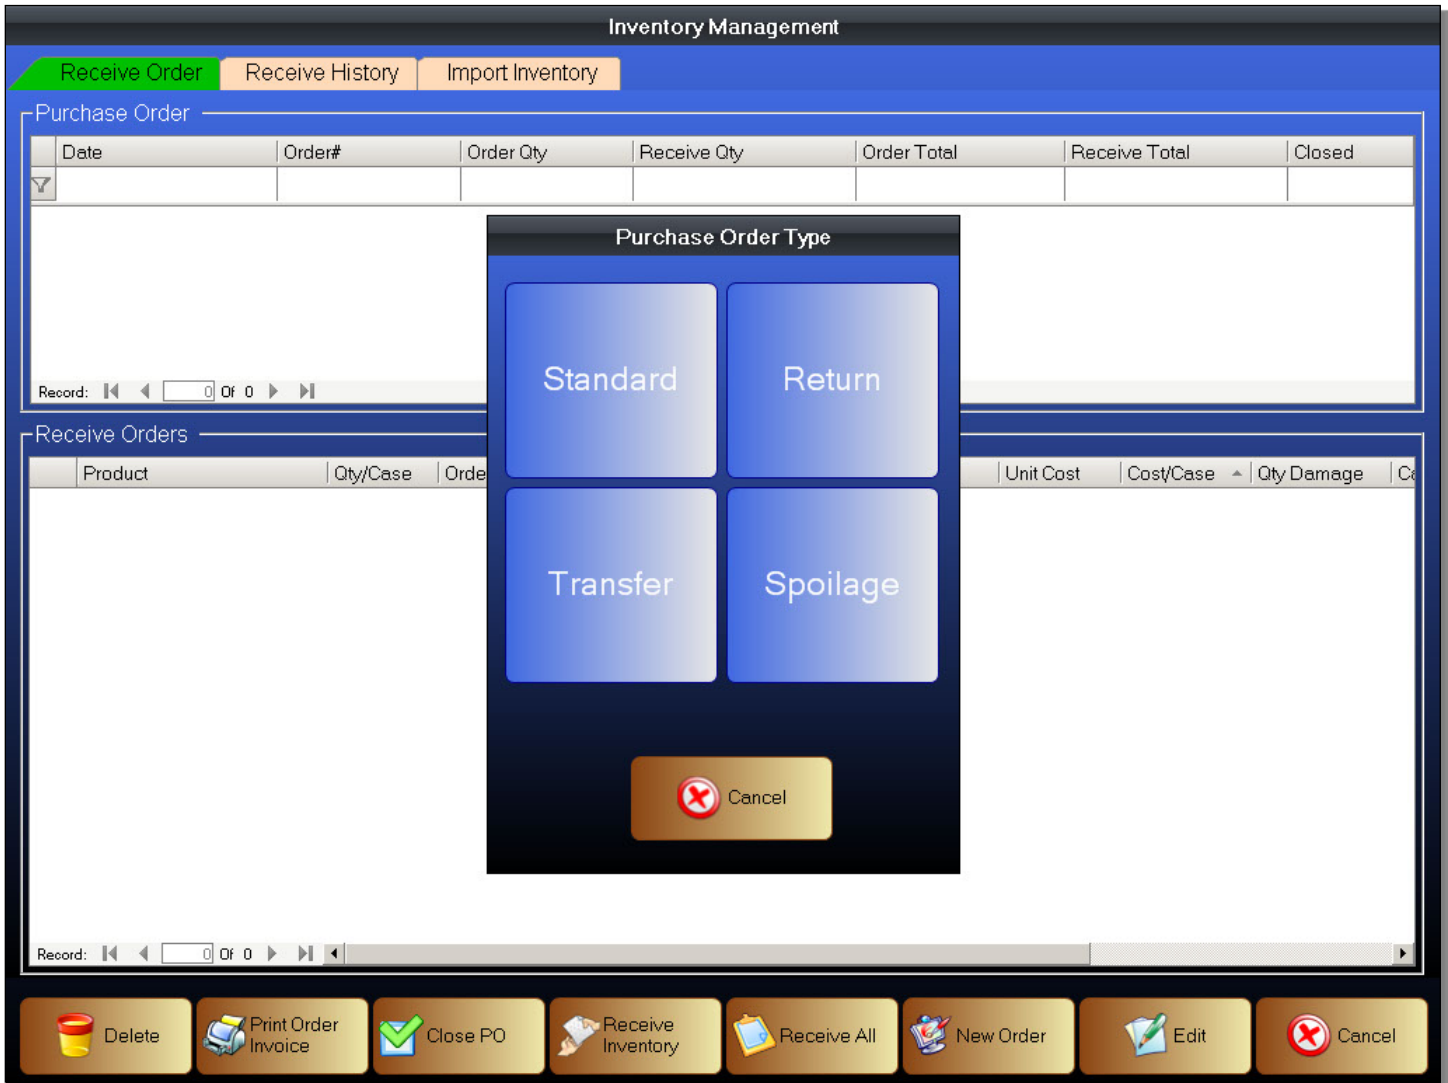 Inventory Management
Receive Order Receive History Import Inventory
Purchase Order
Date Order# Order Qty Receive Qty Order Total Receive Total Closed
Purchase Order Type
Standard Return
Record: 0 Of 0
Receive Orders
Product Qty/Case Orde Unit Cost Cost/Case Qty Damage Ca
Transfer Spoilage
Cancel
Record: 0 Of 0
Delete
Print Order
Invoice
Close PO
Receive
Inventory
Receive All
New Order
Edit
Cancel